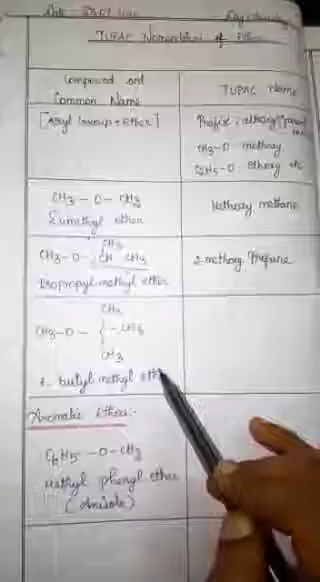 IUPAC Nomenclature of Ether
Compound and
Common Name
IUPAC Name
[Alkyl Group + Ether]
CH3-O- methoxy
C2H5-O- ethoxy etc
CH3 - O - CH3
Dimethyl ether
Methoxy methane
CH3
CH3-O- CH CH3
Isopropyl methyl ether
2-methoxy Propane
CH3
CH3-O- C -CH3
CH3
t- butyl methyl ether
Aromatic Ethers:-
C6H5 -O-CH3
Methyl phenyl ether
(Anisole)